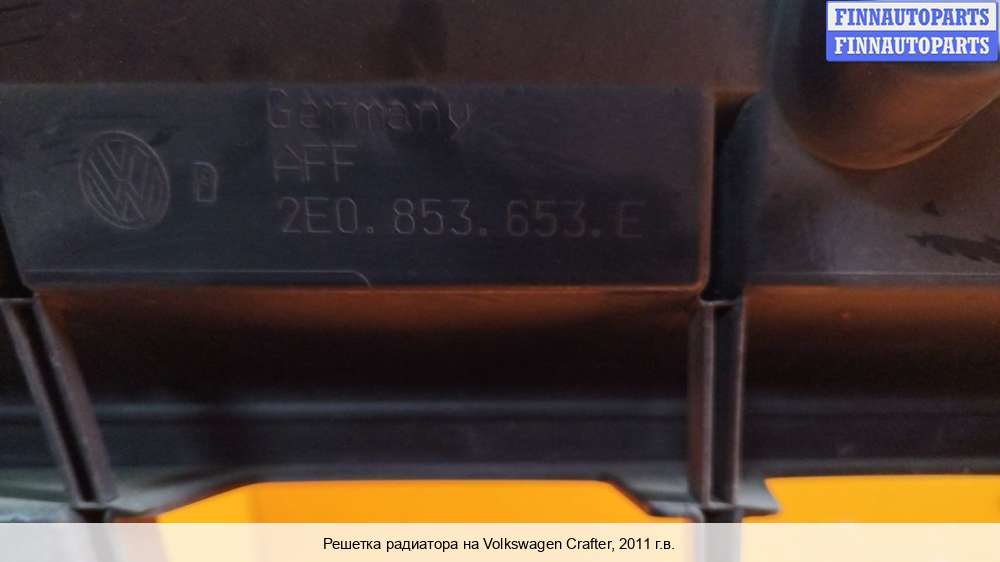 FINNAUTOPARTS
FINNAUTOPARTS
Germany
AFF
2E0.853.653.E
Решетка радиатора на Volkswagen Crafter, 2011 г.в.